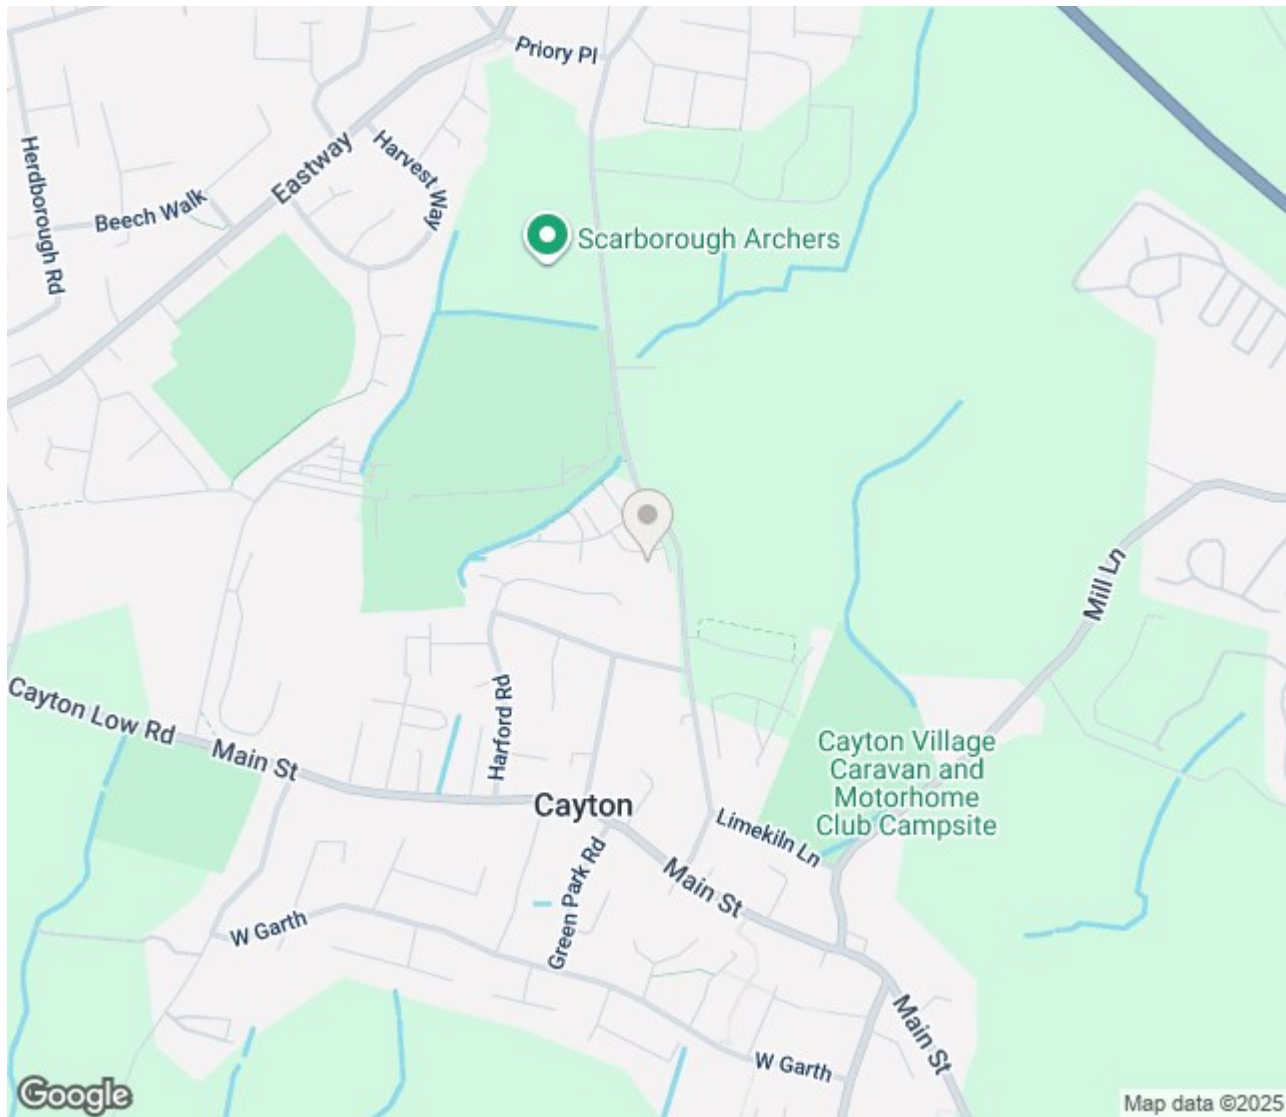 Priory Pl
Herdborough Rd
Eastway
Harvest Way
Beech Walk
Scarborough Archers
Mill Ln
Cayton Low Rd
Main St
Harford Rd
Cayton Village
Caravan and
Motorhome
Club Campsite
Cayton
Limekiln Ln
Green Park Rd
Main St
W Garth
Main St
W Garth
Google
Map data ©2025